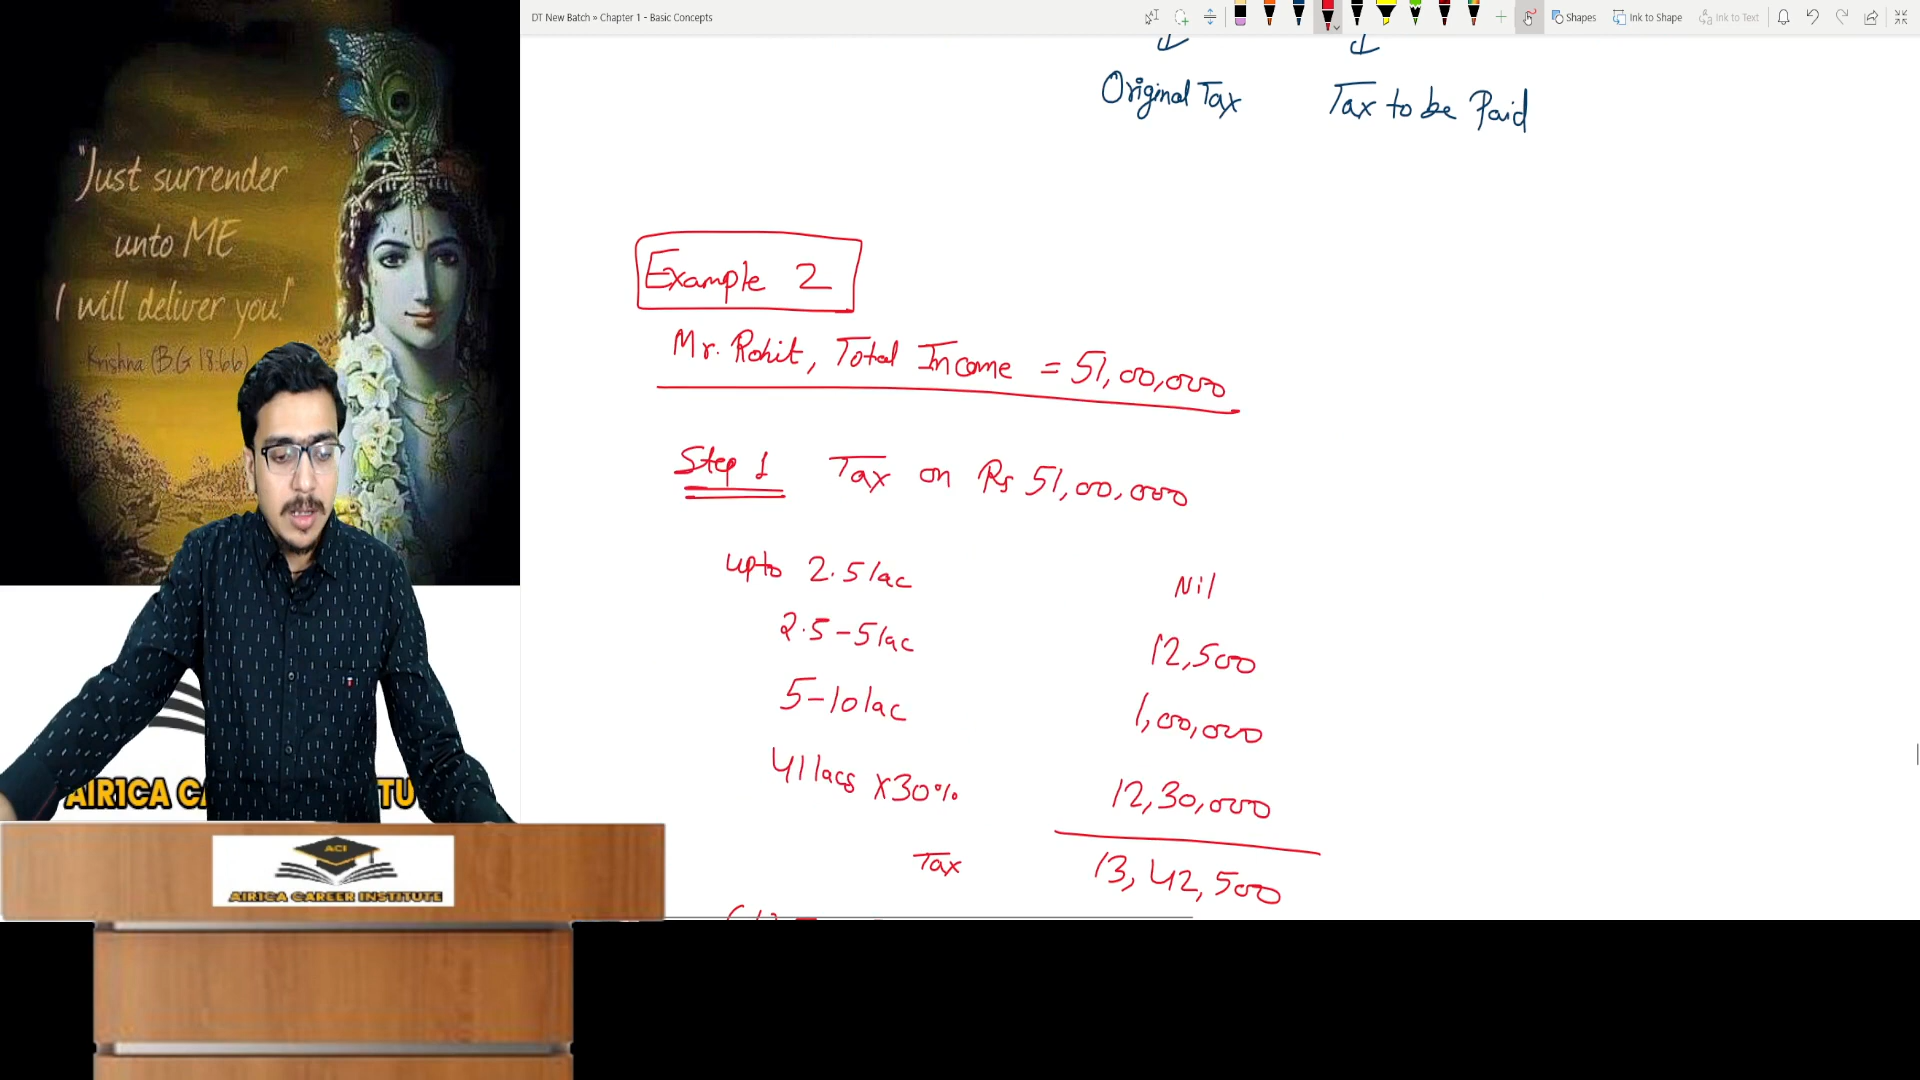 DT New Batch » Chapter 1 - Basic Concepts
Shapes
Ink to Shape
Ink to Text
Original Tax
Tax to be Paid
"Just surrender
unto ME
I will deliver you!"
Krishna (B.G 18:66)
Example 2
Mr. Rohit, Total Income = 51,00,000
Step 1 Tax on Rs 51,00,000
upto 2.5 lac Nil
2.5 - 5 lac 12,500
5 - 10 lac 1,00,000
41 lacs x 30% 12,30,000
Tax 13,42,500
AIR1CA
TU
ACI
AIR1CA CAREER INSTITUTE